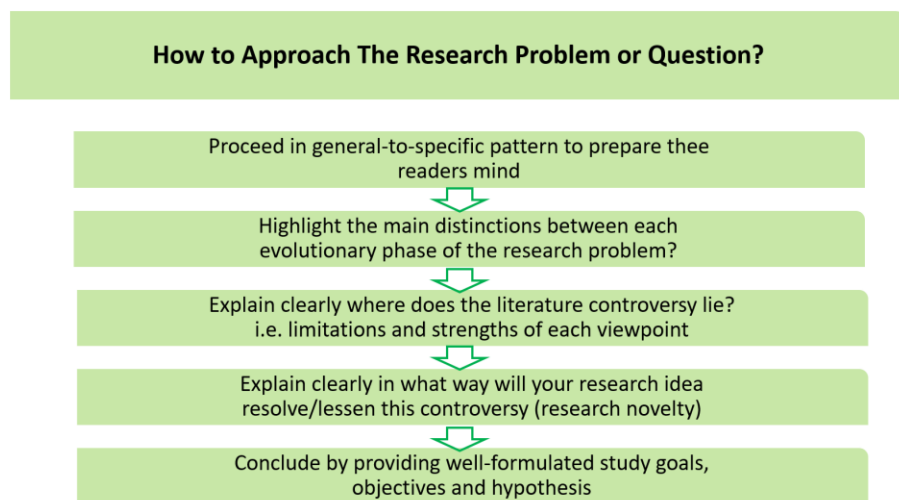 How to Approach The Research Problem or Question?
Proceed in general-to-specific pattern to prepare thee
readers mind
Highlight the main distinctions between each
evolutionary phase of the research problem?
Explain clearly where does the literature controversy lie?
i.e. limitations and strengths of each viewpoint
Explain clearly in what way will your research idea
resolve/lessen this controversy (research novelty)
Conclude by providing well-formulated study goals,
objectives and hypothesis